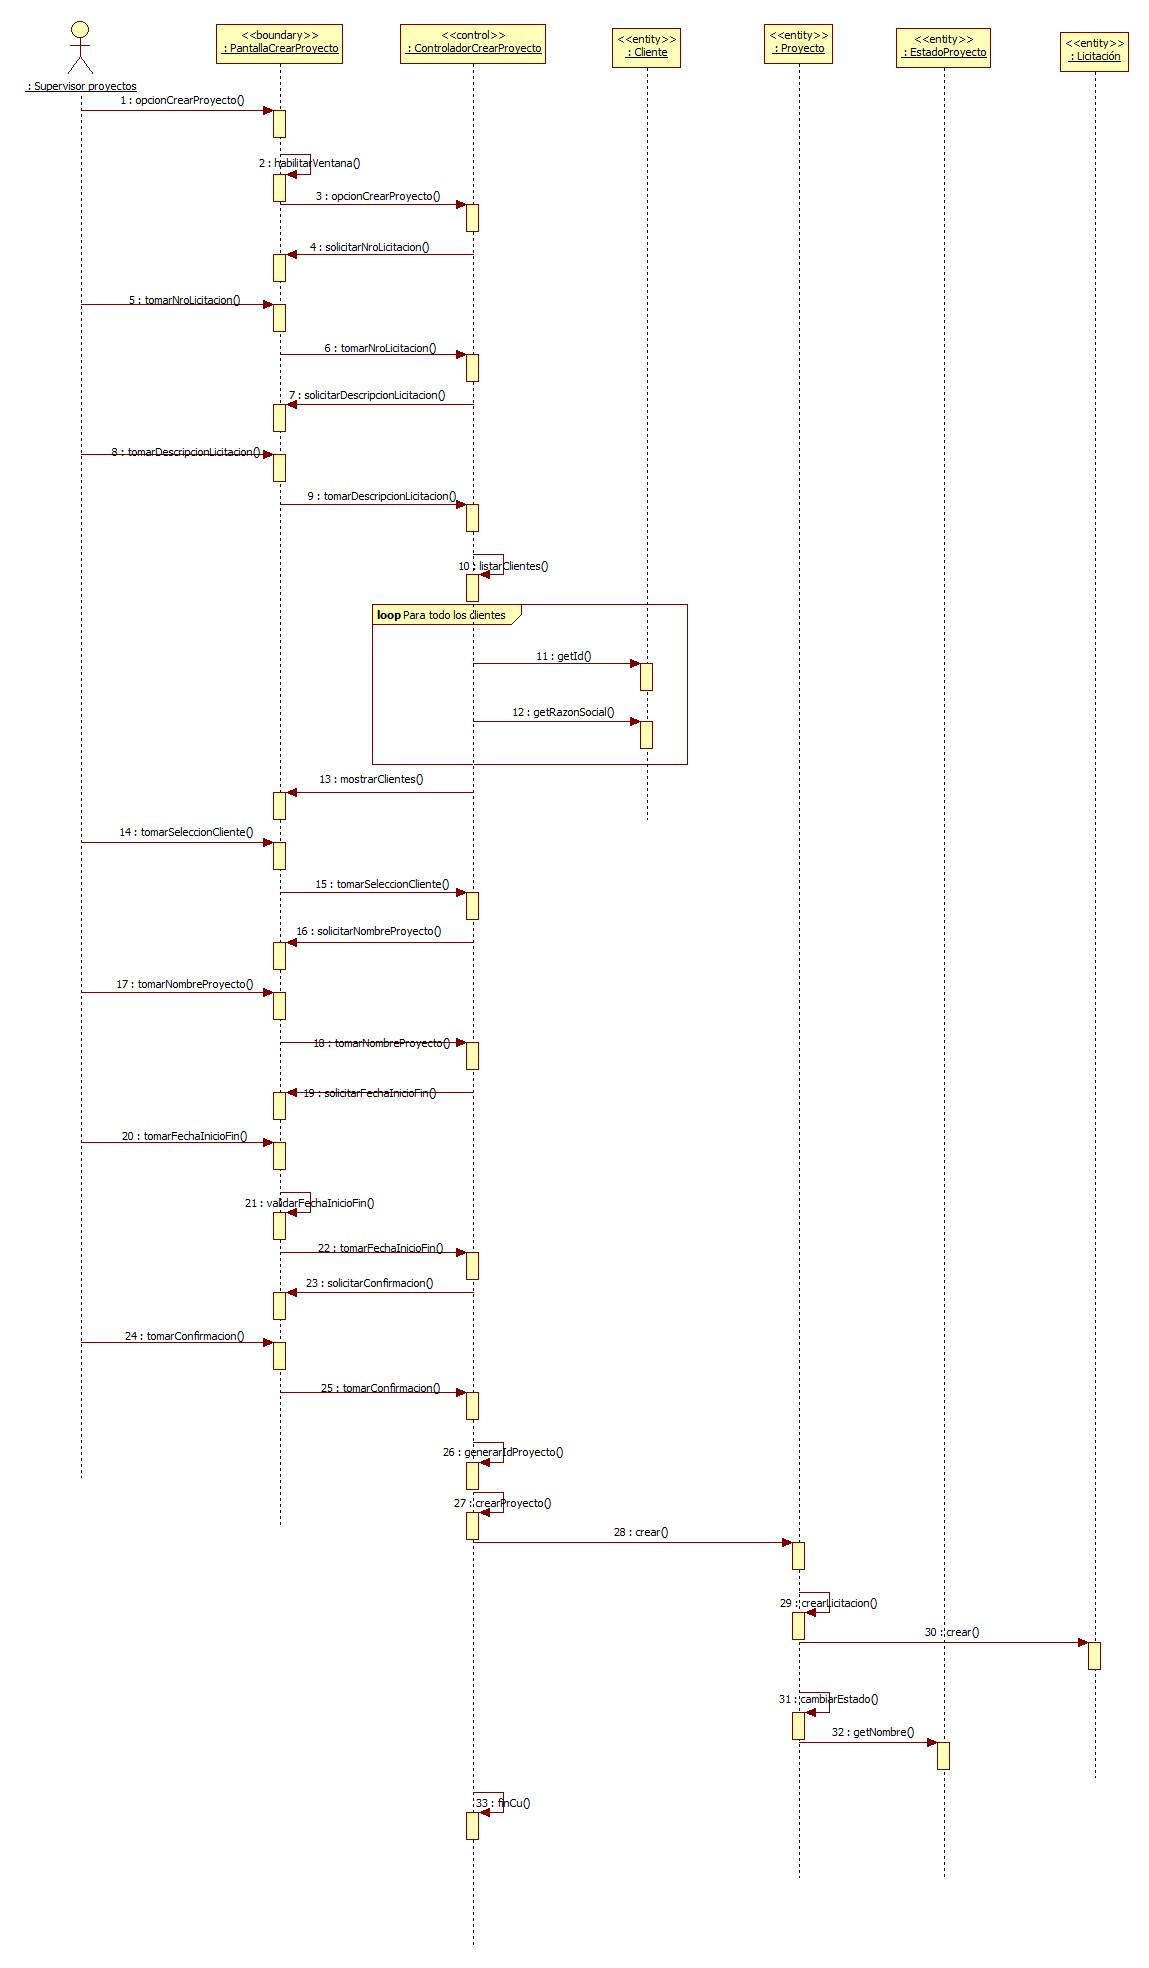 <<boundary>>
: PantallaCrearProyecto
<<control>>
: ControladorCrearProyecto
<<entity>>
: Cliente
<<entity>>
: Proyecto
<<entity>>
: EstadoProyecto
<<entity>>
: Licitación
: Supervisor proyectos
1 : opcionCrearProyecto()
2 : habilitarVentana()
3 : opcionCrearProyecto()
4 : solicitarNroLicitacion()
5 : tomarNroLicitacion()
6 : tomarNroLicitacion()
7 : solicitarDescripcionLicitacion()
8 : tomarDescripcionLicitacion()
9 : tomarDescripcionLicitacion()
10 : listarClientes()
loop Para todo los clientes
11 : getId()
12 : getRazonSocial()
13 : mostrarClientes()
14 : tomarSeleccionCliente()
15 : tomarSeleccionCliente()
16 : solicitarNombreProyecto()
17 : tomarNombreProyecto()
18 : tomarNombreProyecto()
19 : solicitarFechaInicioFin()
20 : tomarFechaInicioFin()
21 : validarFechaInicioFin()
22 : tomarFechaInicioFin()
23 : solicitarConfirmacion()
24 : tomarConfirmacion()
25 : tomarConfirmacion()
26 : generarIdProyecto()
27 : crearProyecto()
28 : crear()
29 : crearLicitacion()
30 : crear()
31 : cambiarEstado()
32 : getNombre()
33 : finCu()